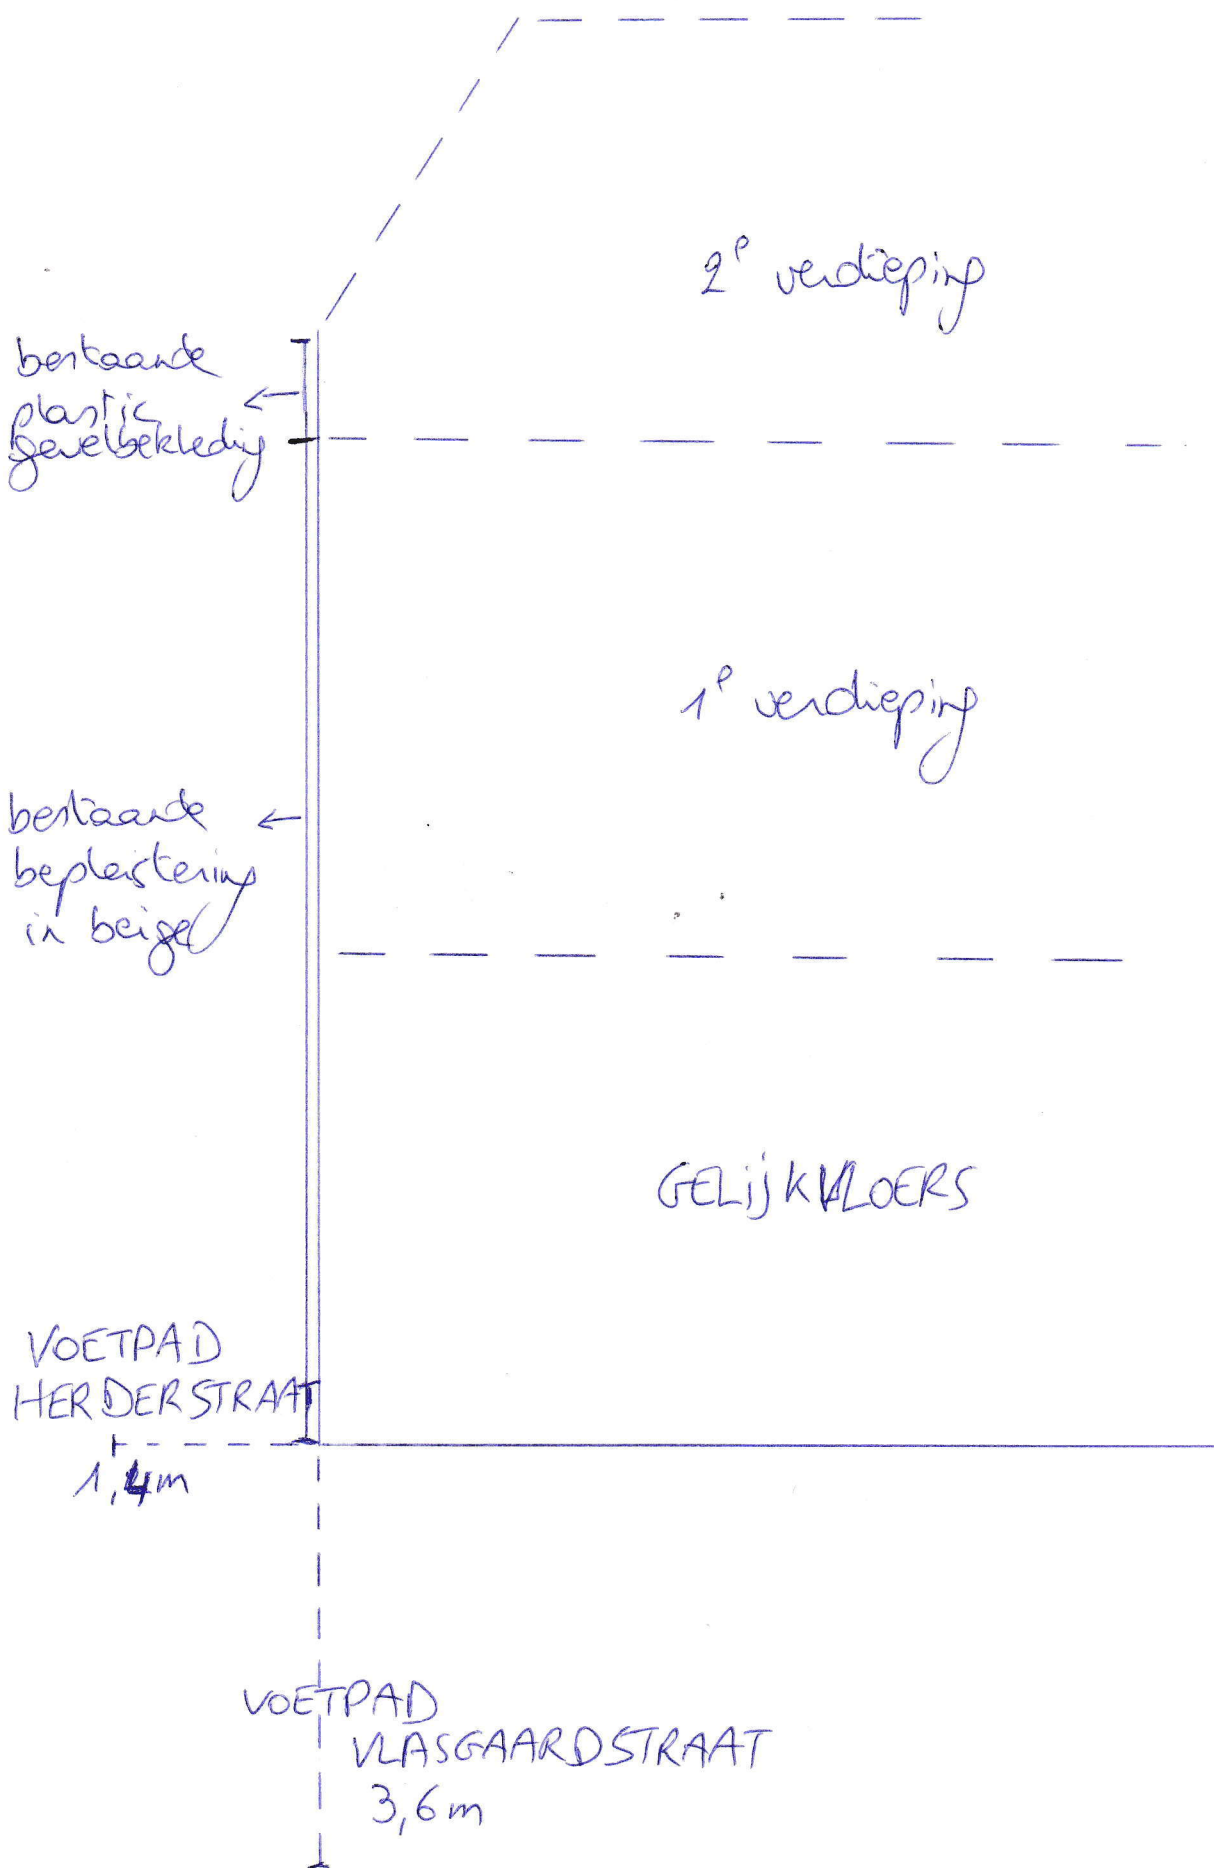 2e verdieping
bestaande
plastic
gevelbekleding
1e verdieping
bestaande
bepleistering
in beige
GELIJKVLOERS
VOETPAD
HERDERSTRAAT
1,4m
VOETPAD
VLASGAARDSTRAAT
3,6m